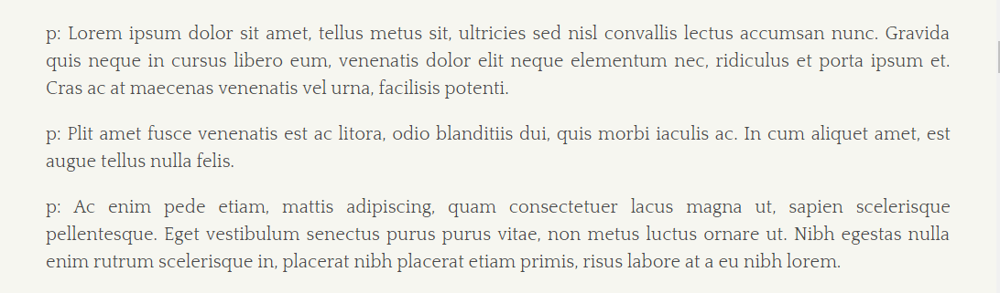 p: Lorem ipsum dolor sit amet, tellus metus sit, ultricies sed nisl convallis lectus accumsan nunc. Gravida
quis neque in cursus libero eum, venenatis dolor elit neque elementum nec, ridiculus et porta ipsum et.
Cras ac at maecenas venenatis vel urna, facilisis potenti.
p: Plit amet fusce venenatis est ac litora, odio blanditiis dui, quis morbi iaculis ac. In cum aliquet amet, est
augue tellus nulla felis.
p: Ac enim pede etiam, mattis adipiscing, quam consectetuer lacus magna ut, sapien scelerisque
pellentesque. Eget vestibulum senectus purus purus vitae, non metus luctus ornare ut. Nibh egestas nulla
enim rutrum scelerisque in, placerat nibh placerat etiam primis, risus labore at a eu nibh lorem.